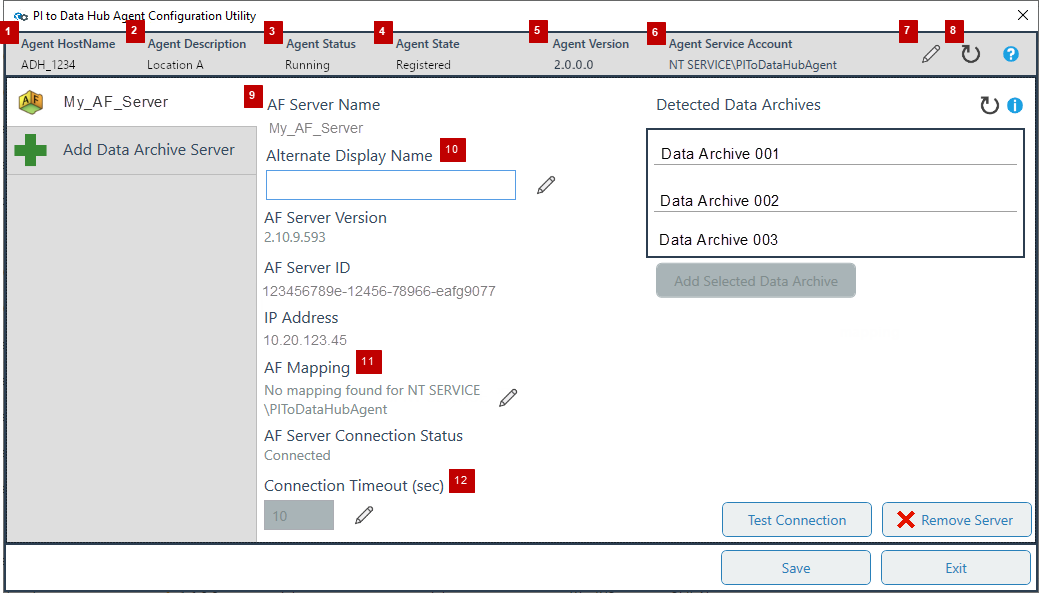 PI to Data Hub Agent Configuration Utility
1 2 3 4 5 6 7 8
Agent HostName Agent Description Agent Status Agent State Agent Version Agent Service Account
ADH_1234 Location A Running Registered 2.0.0.0 NT SERVICE\PIToDataHubAgent
?
AF
My_AF_Server
Add Data Archive Server
9
AF Server Name
My_AF_Server
Alternate Display Name 10
AF Server Version
2.10.9.593
AF Server ID
123456789e-12456-78966-eafg9077
IP Address
10.20.123.45
AF Mapping 11
No mapping found for NT SERVICE
\PIToDataHubAgent
AF Server Connection Status
Connected
Connection Timeout (sec) 12
10
Detected Data Archives
i
Data Archive 001
Data Archive 002
Data Archive 003
Add Selected Data Archive
Test Connection Remove Server
Save Exit